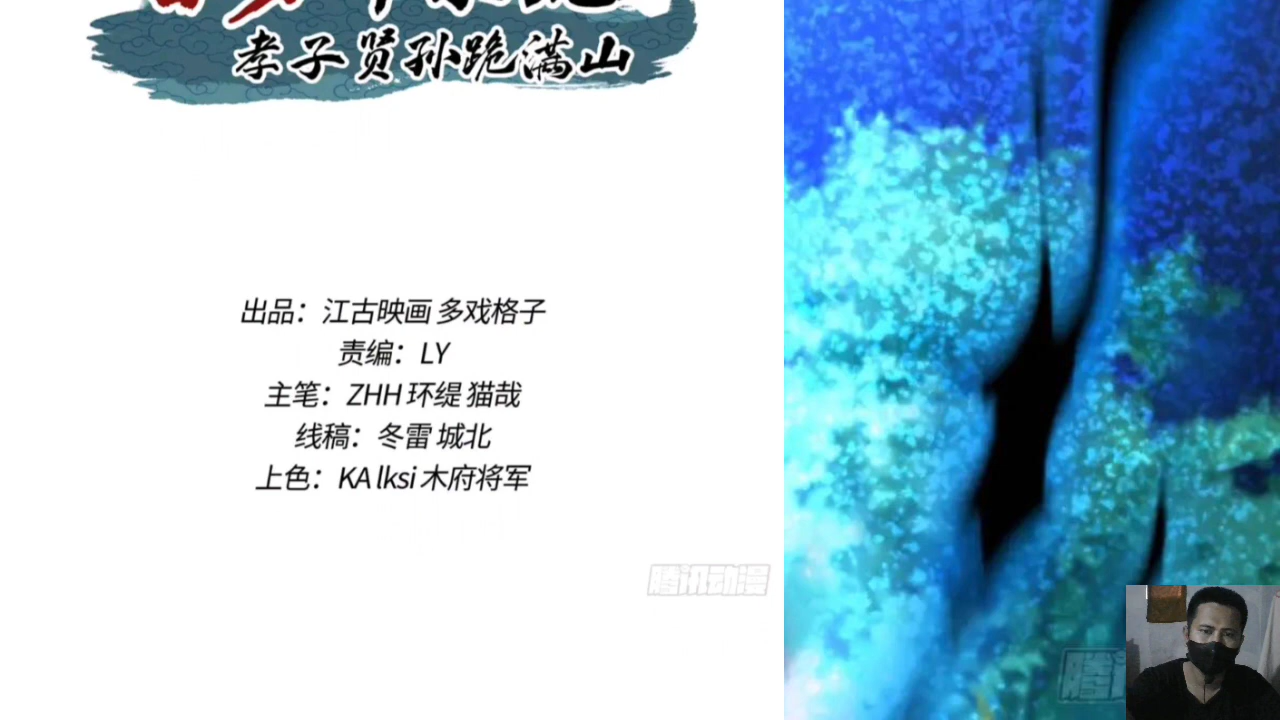 孝子贤孙跪满山
出品：江古映画 多戏格子
责编：LY
主笔：ZHH 环缇 猫哉
线稿：冬雷 城北
上色：KA lksi 木府将军
腾讯动漫